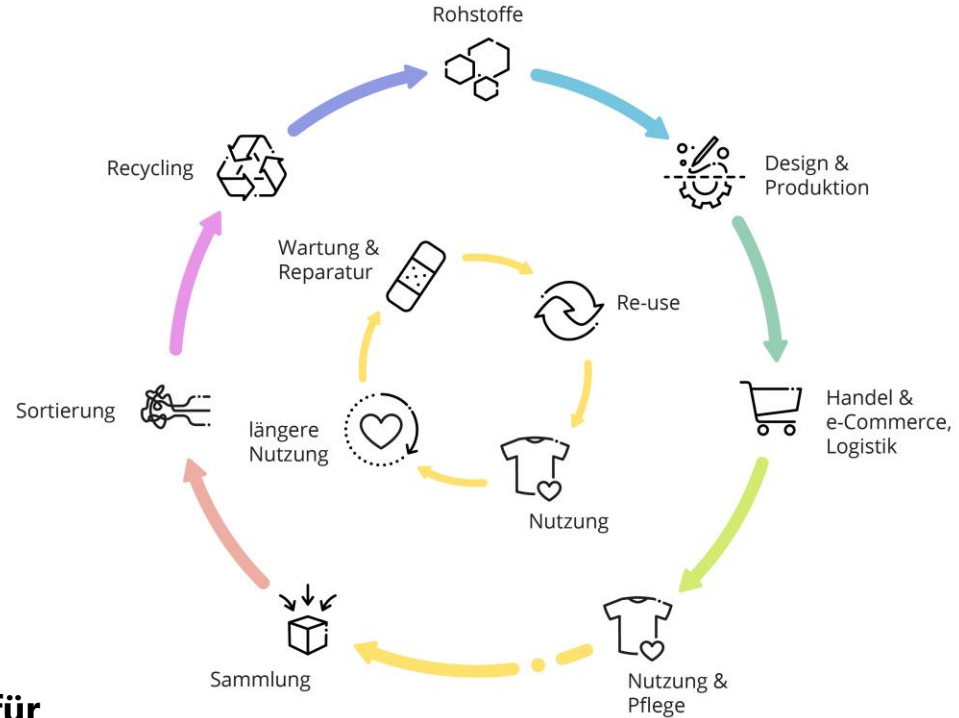 Rohstoffe
Recycling
Design &
Produktion
Wartung &
Reparatur
Re-use
Sortierung
längere
Nutzung
Handel &
e-Commerce,
Logistik
Nutzung
Sammlung
Nutzung &
Pflege
für